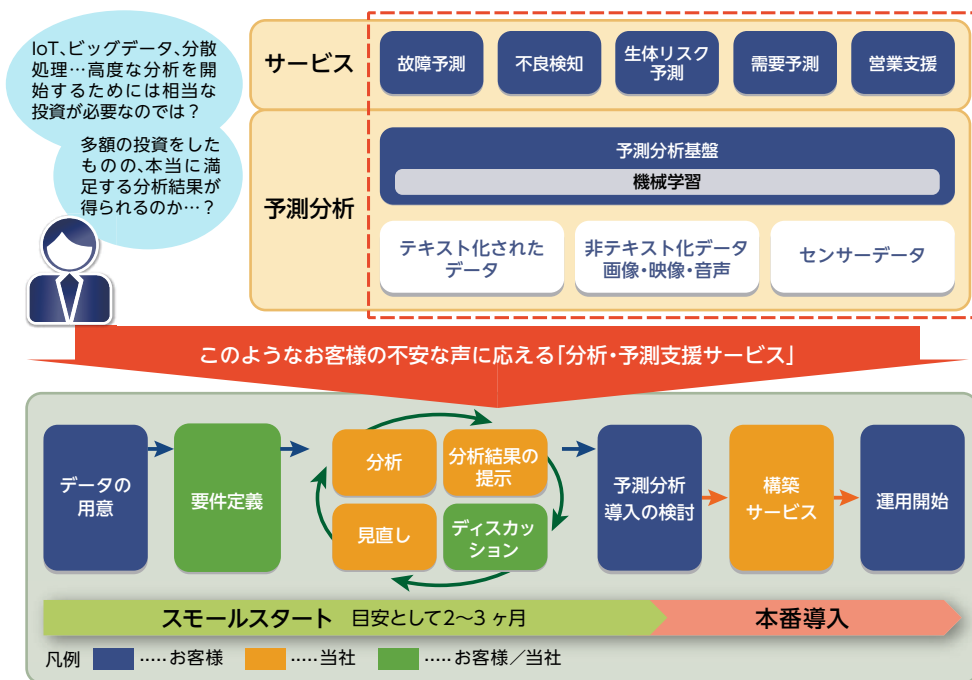 IoT、ビッグデータ、分散
処理…高度な分析を開
始するためには相当な
投資が必要なのでは？
多額の投資をした
ものの、本当に満
足する分析結果が
得られるのか…？
サービス
故障予測
不良検知
生体リスク
予測
需要予測
営業支援
予測分析
予測分析基盤
機械学習
テキスト化された
データ
非テキスト化データ
画像・映像・音声
センサーデータ
このようなお客様の不安な声に応える「分析・予測支援サービス」
データの
用意
要件定義
分析
分析結果の
提示
見直し
ディスカッ
ション
予測分析
導入の検討
構築
サービス
運用開始
スモールスタート 目安として2〜3 ヶ月
本番導入
凡例 ‥‥‥お客様 ‥‥‥当社 ‥‥‥お客様／当社